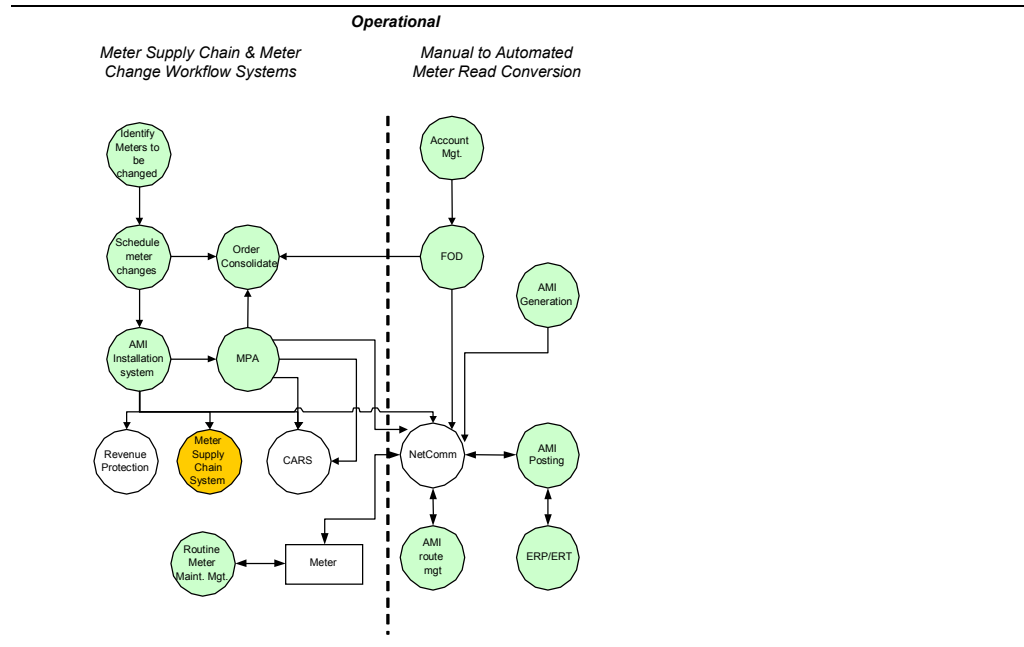 Operational
Meter Supply Chain & Meter
Change Workflow Systems
Manual to Automated
Meter Read Conversion
Identify
Meters to
be
changed
Account
Mgt.
Schedule
meter
changes
Order
Consolidate
FOD
AMI
Generation
AMI
Installation
system
MPA
Revenue
Protection
Meter
Supply
Chain
System
CARS
NetComm
AMI
Posting
Routine
Meter
Maint. Mgt.
Meter
AMI
route
mgt
ERP/ERT